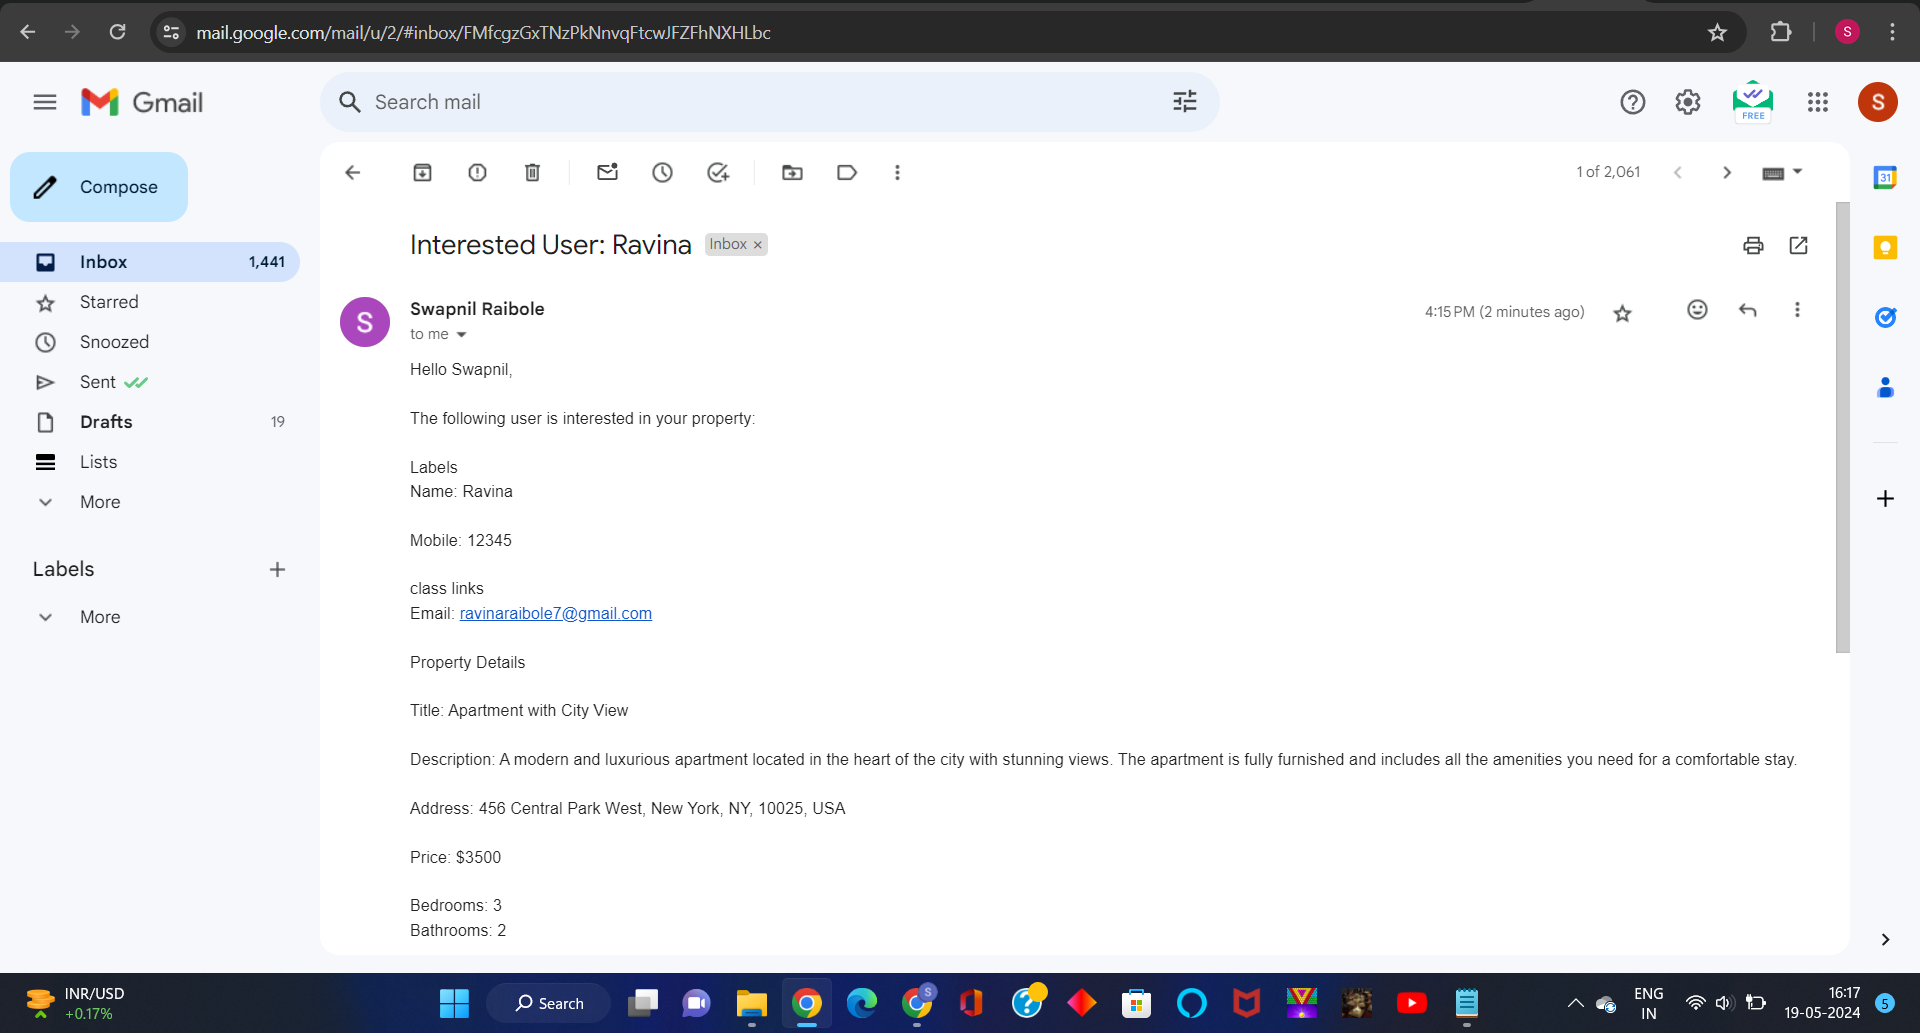 mail.google.com/mail/u/2/#inbox/FMfcgzGxTNzPkNnvqFtcwJFZFhNXHLbc
S
Gmail
Search mail
FREE
S
Compose
1 of 2,061
31
Interested User: Ravina Inbox ×
Inbox 1,441
Starred
Snoozed
Sent
Drafts 19
Lists
More
Labels
More
S
Swapnil Raibole
4:15 PM (2 minutes ago)
to me
Hello Swapnil,
The following user is interested in your property:
Labels
Name: Ravina
Mobile: 12345
class links
Email: ravinaraibole7@gmail.com
Property Details
Title: Apartment with City View
Description: A modern and luxurious apartment located in the heart of the city with stunning views. The apartment is fully furnished and includes all the amenities you need for a comfortable stay.
Address: 456 Central Park West, New York, NY, 10025, USA
Price: $3500
Bedrooms: 3
Bathrooms: 2
INR/USD
+0.17%
Search
S
ENG
IN
16:17
19-05-2024
5